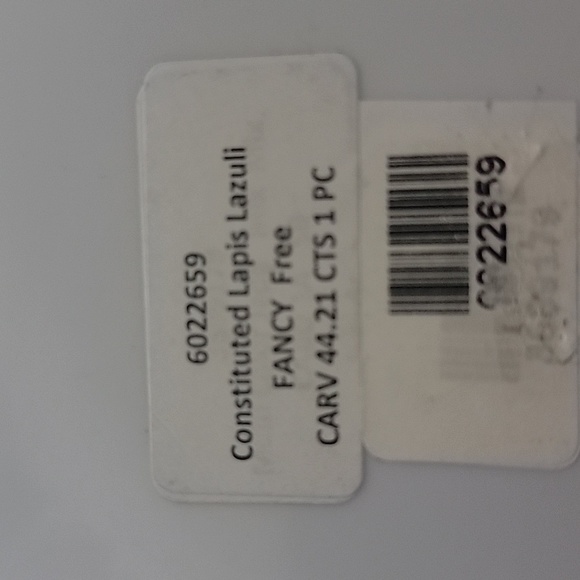 6022659
Constituted Lapis Lazuli
FANCY Free
CARV 44.21 CTS 1 PC
6022659